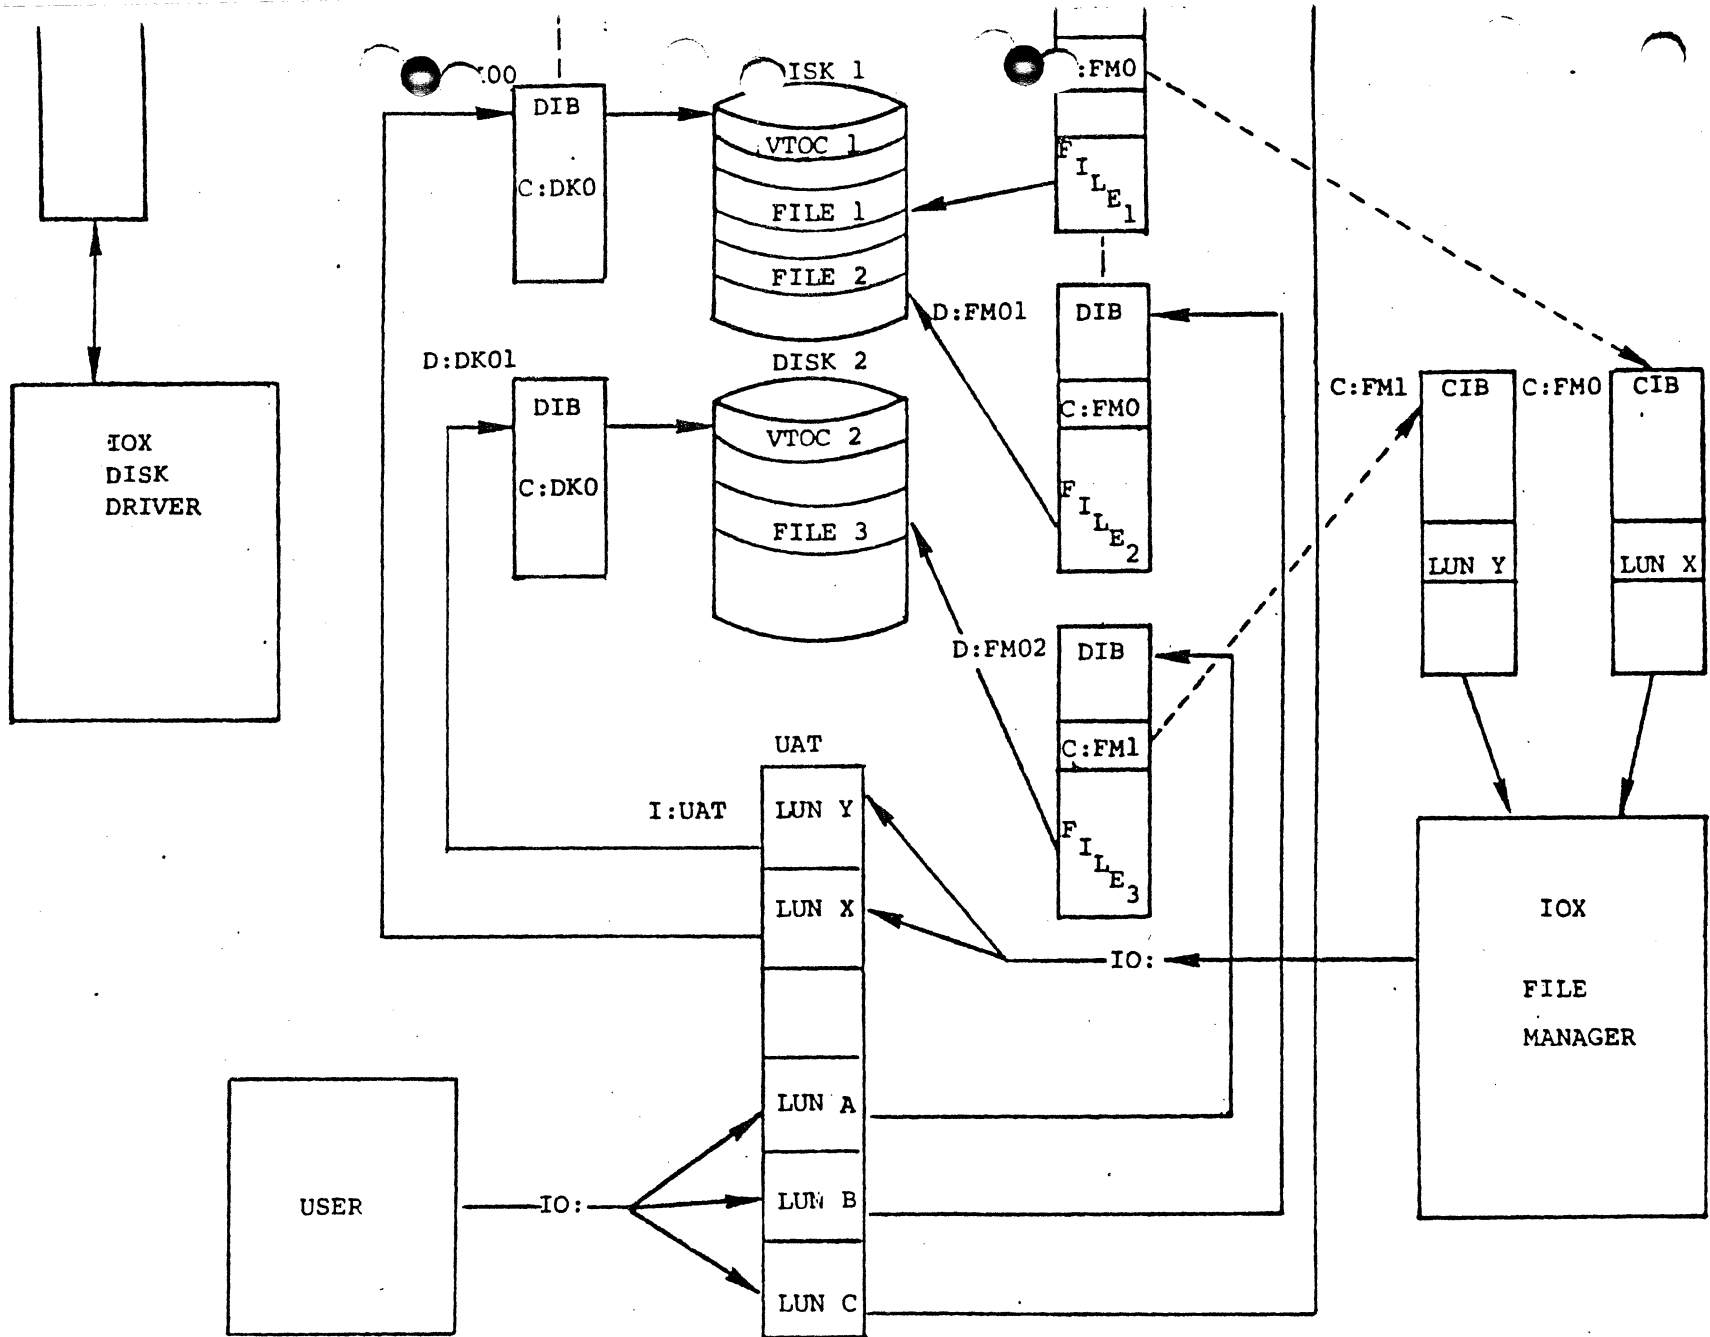 ISK 1
:FM0
DIB
VTOC 1
C:DK0
FILE 1
FILE1
FILE 2
D:FM01
DIB
D:DK01
DISK 2
C:FM1
CIB
C:FM0
CIB
DIB
C:FM0
VTOC 2
IOX
DISK
DRIVER
C:DK0
FILE2
FILE 3
LUN Y
LUN X
D:FM02
DIB
UAT
C:FM1
I:UAT
LUN Y
FILE3
LUN X
IOX
IO:
FILE
MANAGER
LUN A
USER
IO:
LUN B
LUN C